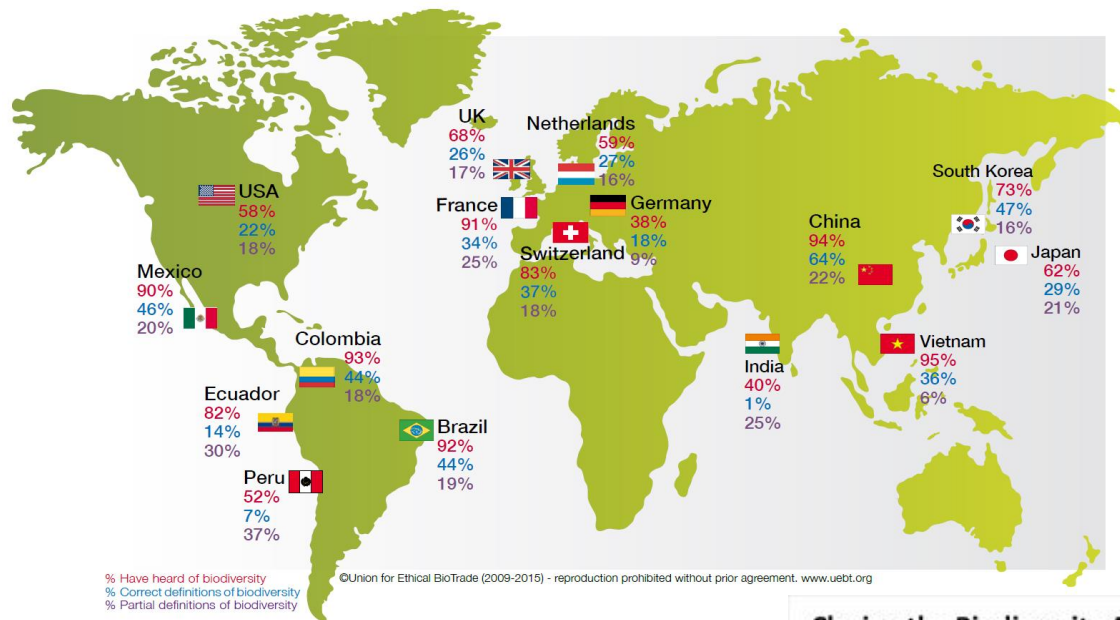 UK
68%
26%
17%
Netherlands
59%
27%
16%
USA
58%
22%
18%
France
91%
34%
25%
Germany
38%
18%
9%
Switzerland
83%
37%
18%
China
94%
64%
22%
South Korea
73%
47%
16%
Japan
62%
29%
21%
Mexico
90%
46%
20%
Colombia
93%
44%
18%
India
40%
1%
25%
Vietnam
95%
36%
6%
Ecuador
82%
14%
30%
Brazil
92%
44%
19%
Peru
52%
7%
37%
% Have heard of biodiversity
% Correct definitions of biodiversity
% Partial definitions of biodiversity
©Union for Ethical BioTrade (2009-2015) - reproduction prohibited without prior agreement. www.uebt.org